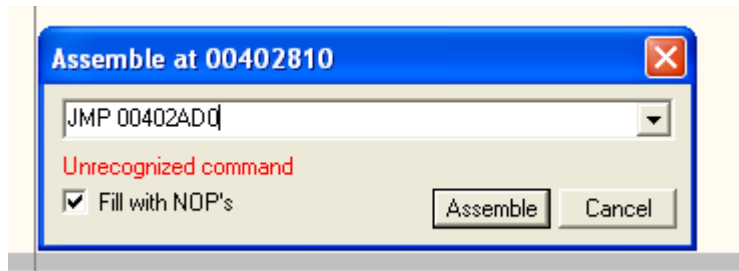 Assemble at 00402810
JMP 00402AD0
Unrecognized command
Fill with NOP's
Assemble
Cancel